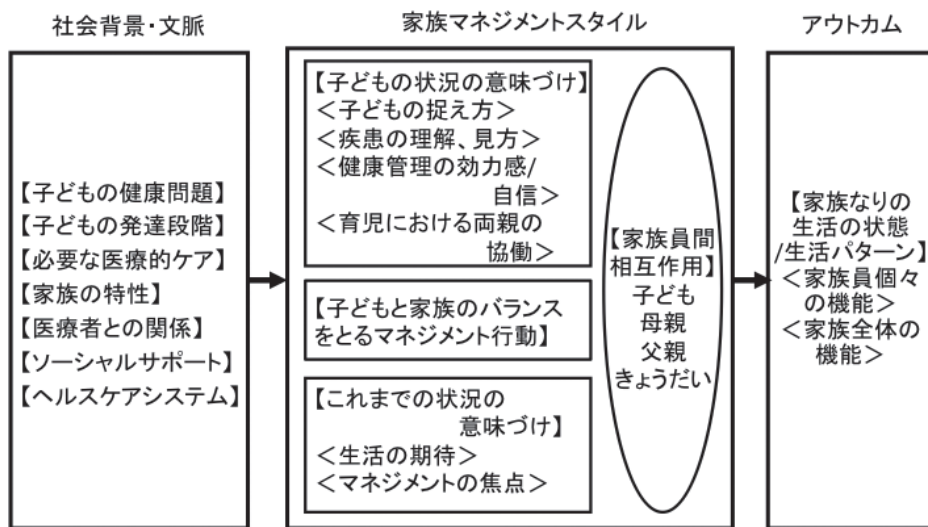 社会背景・文脈
【子どもの健康問題】
【子どもの発達段階】
【必要な医療的ケア】
【家族の特性】
【医療者との関係】
【ソーシャルサポート】
【ヘルスケアシステム】
家族マネジメントスタイル
【子どもの状況の意味づけ】
＜子どもの捉え方＞
＜疾患の理解、見方＞
＜健康管理の効力感/
自信＞
＜育児における両親の
協働＞
【子どもと家族のバランス
をとるマネジメント行動】
【これまでの状況の
意味づけ】
＜生活の期待＞
＜マネジメントの焦点＞
【家族員間
相互作用】
子ども
母親
父親
きょうだい
アウトカム
【家族なりの
生活の状態
/生活パターン】
＜家族員個々
の機能＞
＜家族全体の
機能＞